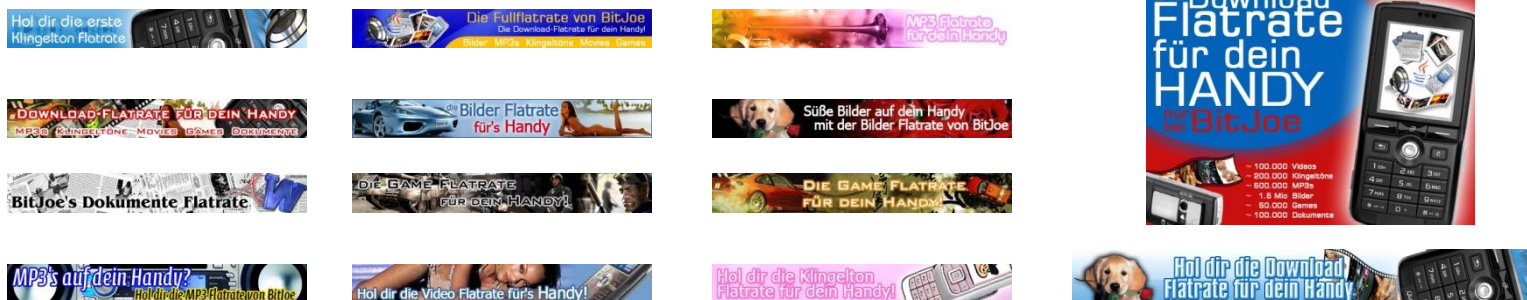 Hol dir die erste
Klingelton Flatrate
Die Fullflatrate von BitJoe
Die Download-Flatrate für dein Handy!
Bilder MP3s Klingeltöne Movies Games
MP3 Flatrate
für dein Handy
Download
Flatrate
für dein
HANDY
nur
bei BitJoe
~ 100.000 Videos
~ 200.000 Klingeltöne
~ 600.000 MP3s
~ 1.6 Mio Bilder
~ 50.000 Games
~ 100.000 Dokumente
DOWNLOAD-FLATRATE FÜR DEIN HANDY
MP3S KLINGELTÖNE MOVIES GAMES DOKUMENTE
die Bilder Flatrate
für's Handy
Süße Bilder auf dein Handy
mit der Bilder Flatrate von BitJoe
BitJoe's Dokumente Flatrate
DIE GAME FLATRATE
FÜR DEIN HANDY!
DIE GAME FLATRATE
FÜR DEIN HANDY!
MP3's auf dein Handy?
Hol dir die MP3 Flatrate von BitJoe
Hol dir die Video Flatrate für's Handy!
Hol dir die Klingelton
Flatrate für dein Handy!
Hol dir die Download
Flatrate für dein Handy